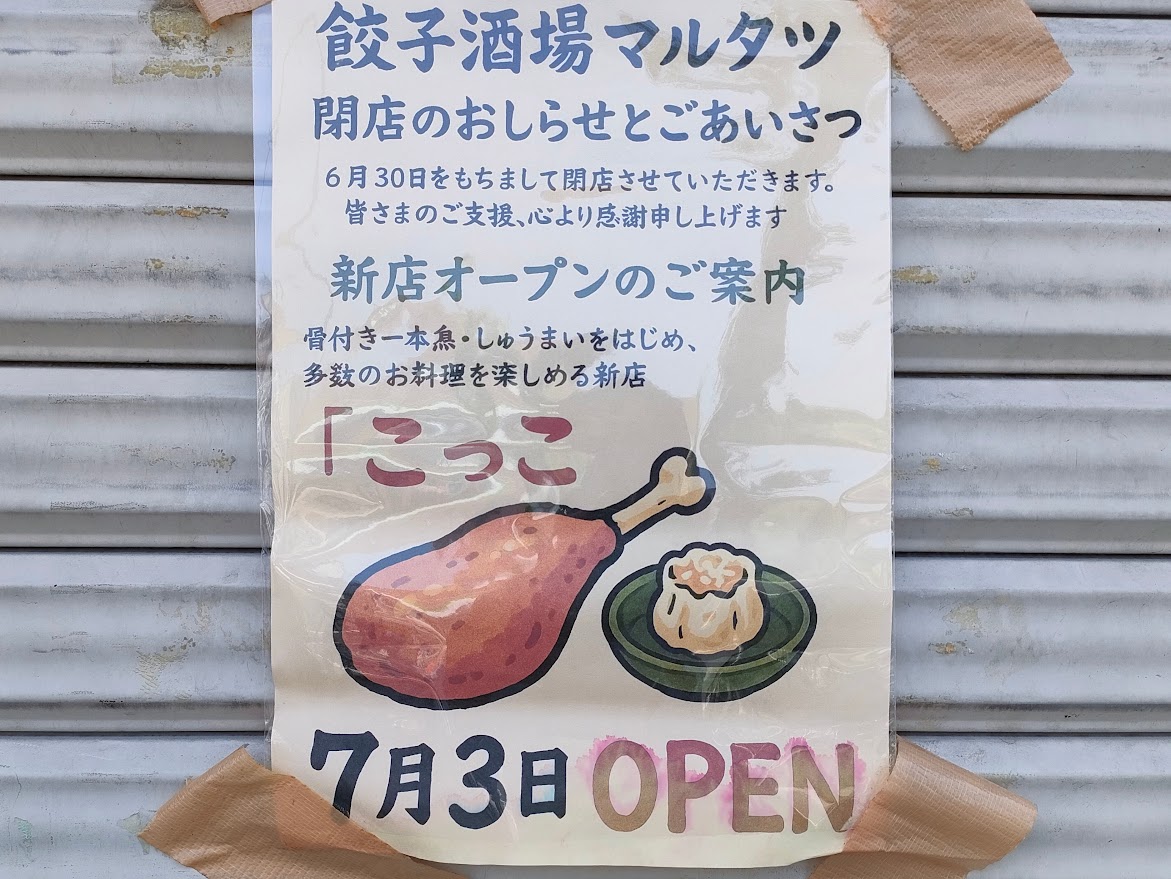 餃子酒場マルタツ
閉店のおしらせとごあいさつ
6月30日をもちまして閉店させていただきます。
皆さまのご支援、心より感謝申し上げます
新店オープンのご案内
骨付き一本鳥・しゅうまいをはじめ、
多数のお料理を楽しめる新店
「こっこ
7月3日OPEN